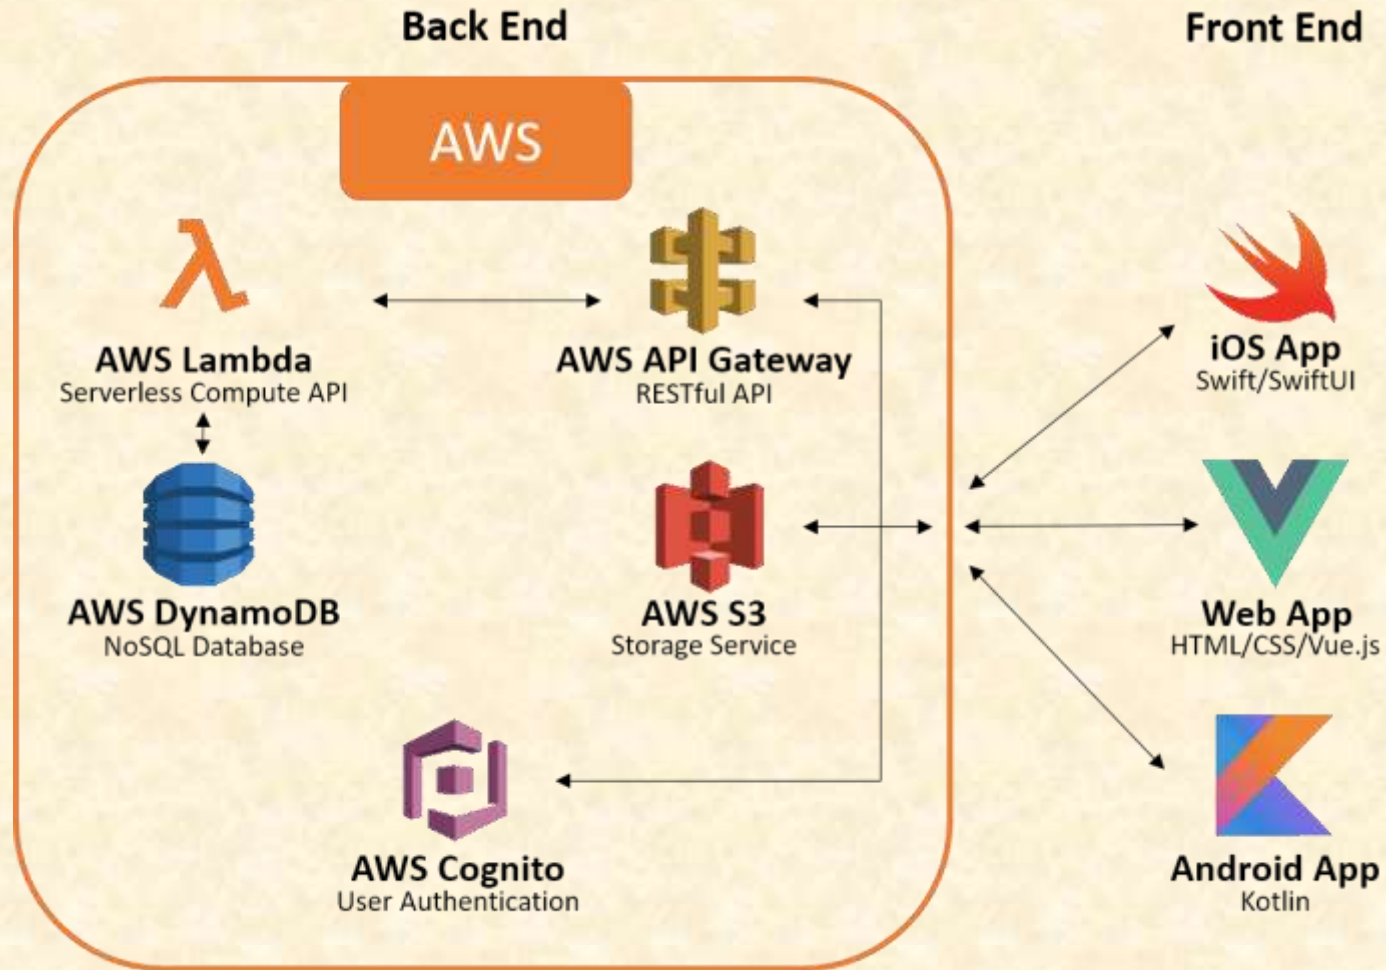 Back End
Front End
AWS
AWS Lambda
Serverless Compute API
AWS API Gateway
RESTful API
iOS App
Swift/SwiftUI
AWS DynamoDB
NoSQL Database
AWS S3
Storage Service
Web App
HTML/CSS/Vue.js
AWS Cognito
User Authentication
Android App
Kotlin